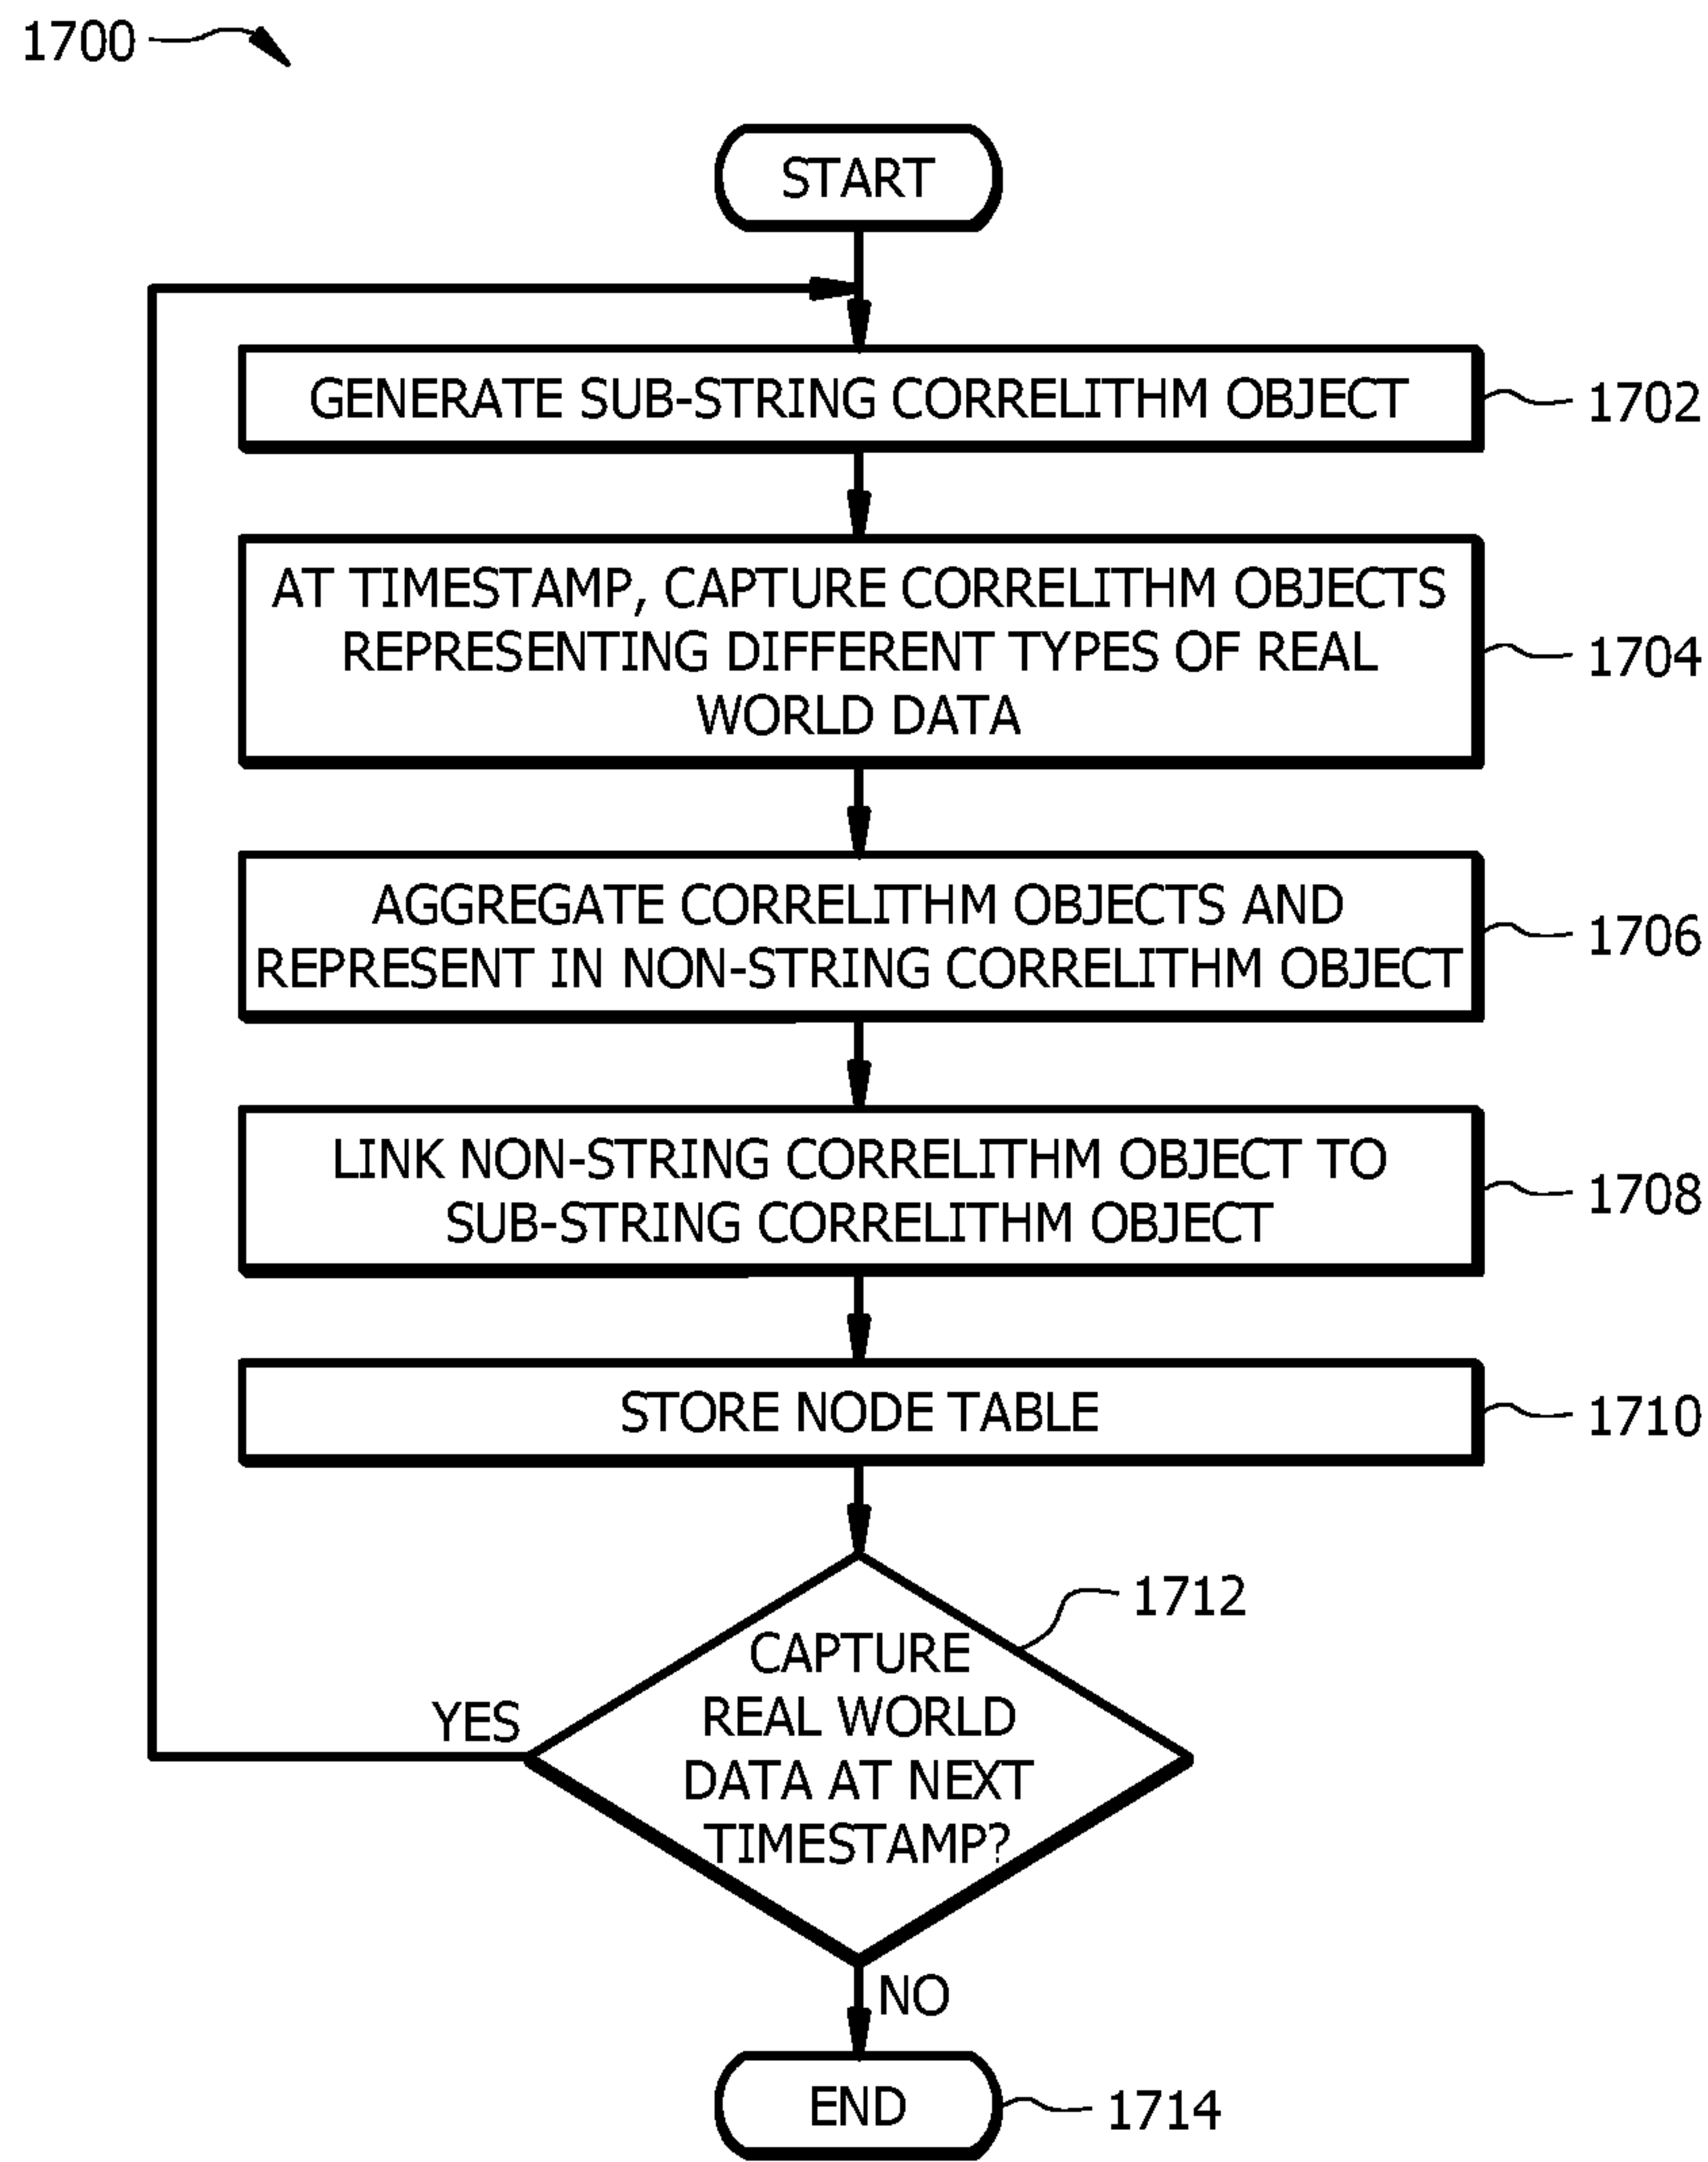 1700
START
GENERATE SUB-STRING CORRELITHM OBJECT
1702
AT TIMESTAMP, CAPTURE CORRELITHM OBJECTS
REPRESENTING DIFFERENT TYPES OF REAL
WORLD DATA
1704
AGGREGATE CORRELITHM OBJECTS AND
REPRESENT IN NON-STRING CORRELITHM OBJECT
1706
LINK NON-STRING CORRELITHM OBJECT TO
SUB-STRING CORRELITHM OBJECT
1708
STORE NODE TABLE
1710
1712
CAPTURE
REAL WORLD
DATA AT NEXT
TIMESTAMP?
YES
NO
END
1714